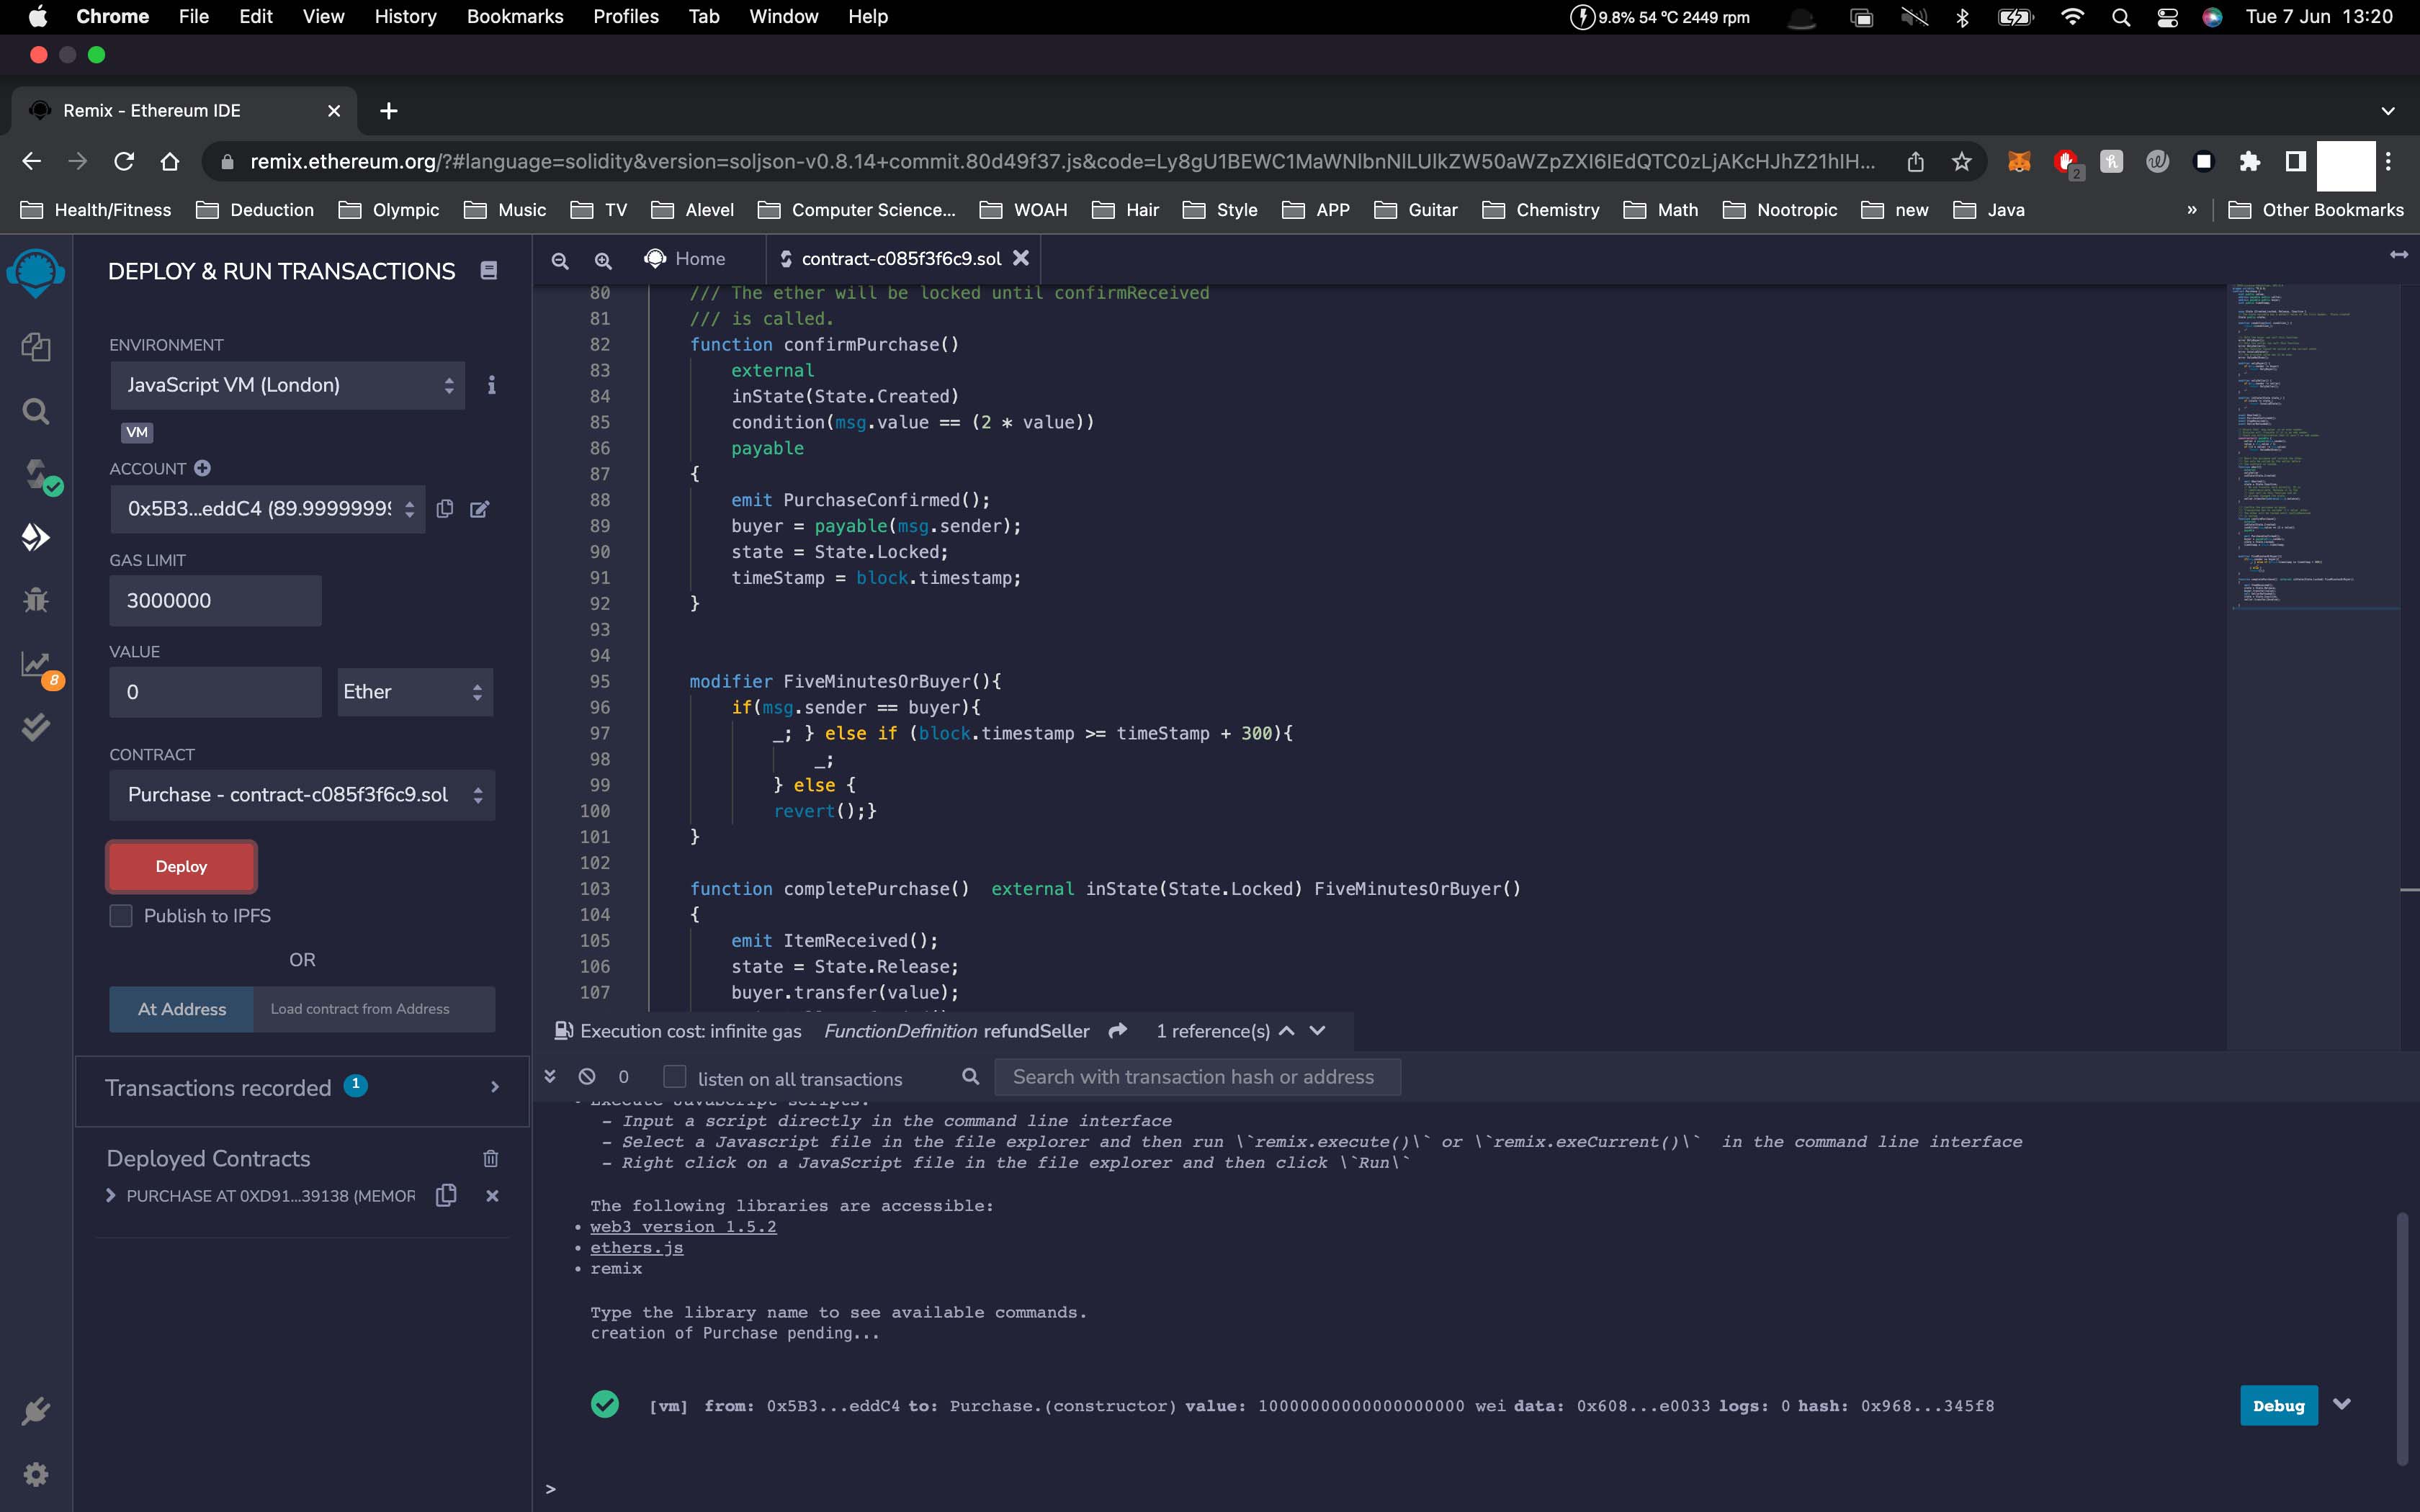 Chrome File Edit View History Bookmarks Profiles Tab Window Help 9.8% 54 °C 2449 rpm Tue 7 Jun 13:20
Remix - Ethereum IDE
remix.ethereum.org/?#language=solidity&version=soljson-v0.8.14+commit.80d49f37.js&code=Ly8gU1BEWC1MaWNlbnNlLUlkZW50aWZpZXI6IEdQTC0zLjAKcHJhZ21hIH... 2
Health/Fitness Deduction Olympic Music TV Alevel Computer Science... WOAH Hair Style APP Guitar Chemistry Math Nootropic new Java » Other Bookmarks
DEPLOY & RUN TRANSACTIONS
ENVIRONMENT
JavaScript VM (London)
VM
ACCOUNT
0x5B3...eddC4 (89.99999999
GAS LIMIT
3000000
VALUE
0 Ether
8
CONTRACT
Purchase - contract-c085f3f6c9.sol
Deploy
Publish to IPFS
OR
At Address Load contract from Address
Transactions recorded 1
Deployed Contracts
PURCHASE AT 0XD91...39138 (MEMOR
Home contract-c085f3f6c9.sol
80 /// The ether will be locked until confirmReceived
81 /// is called.
82 function confirmPurchase()
83 external
84 inState(State.Created)
85 condition(msg.value == (2 * value))
86 payable
87 {
88 emit PurchaseConfirmed();
89 buyer = payable(msg.sender);
90 state = State.Locked;
91 timeStamp = block.timestamp;
92 }
93
94
95 modifier FiveMinutesOrBuyer(){
96 if(msg.sender == buyer){
97 _; } else if (block.timestamp >= timeStamp + 300){
98 _;
99 } else {
100 revert();}
101 }
102
103 function completePurchase()  external inState(State.Locked) FiveMinutesOrBuyer()
104 {
105 emit ItemReceived();
106 state = State.Release;
107 buyer.transfer(value);
Execution cost: infinite gas FunctionDefinition refundSeller 1 reference(s)
0 listen on all transactions Search with transaction hash or address
• Execute JavaScript scripts:
- Input a script directly in the command line interface
- Select a Javascript file in the file explorer and then run \`remix.execute()\` or \`remix.exeCurrent()\`  in the command line interface
- Right click on a JavaScript file in the file explorer and then click \`Run\`
The following libraries are accessible:
• web3 version 1.5.2
• ethers.js
• remix
Type the library name to see available commands.
creation of Purchase pending...
[vm] from: 0x5B3...eddC4 to: Purchase.(constructor) value: 10000000000000000000 wei data: 0x608...e0033 logs: 0 hash: 0x968...345f8 Debug
>